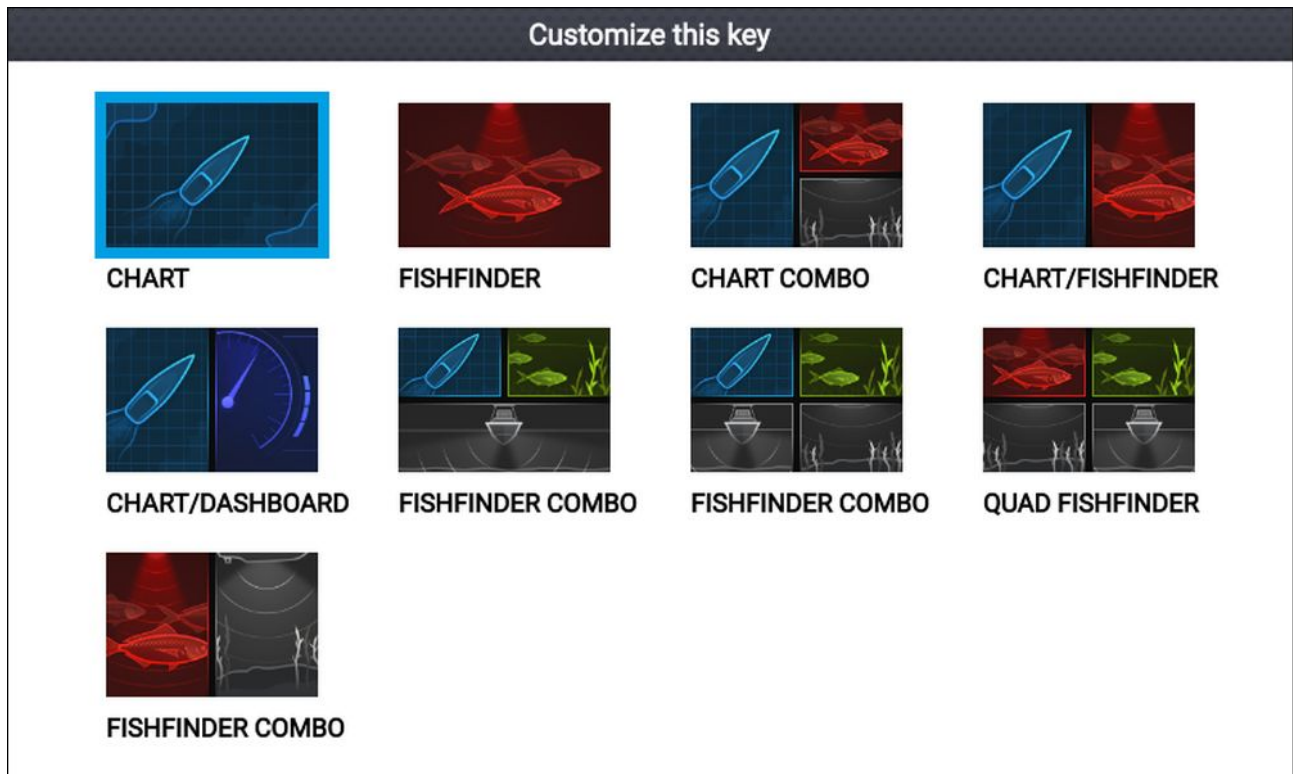 Customize this key
CHART
FISHFINDER
CHART COMBO
CHART/FISHFINDER
CHART/DASHBOARD
FISHFINDER COMBO
FISHFINDER COMBO
QUAD FISHFINDER
FISHFINDER COMBO